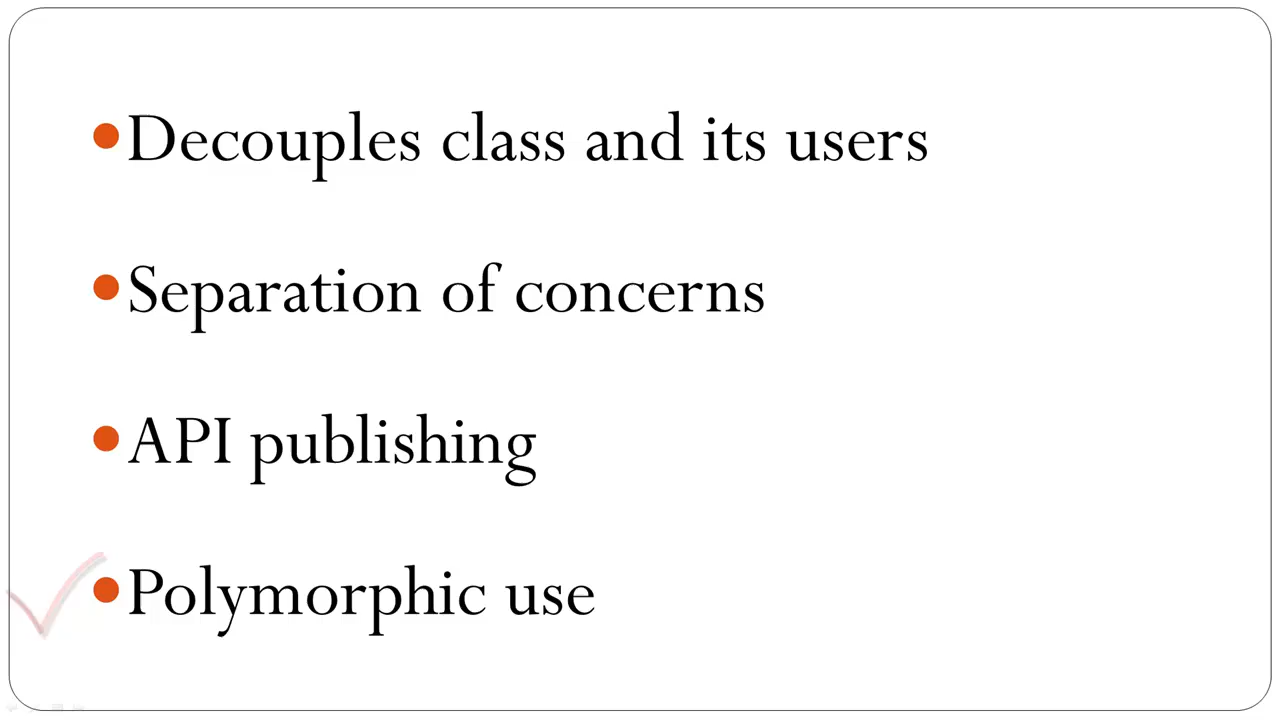 Decouples class and its users
Separation of concerns
API publishing
Polymorphic use